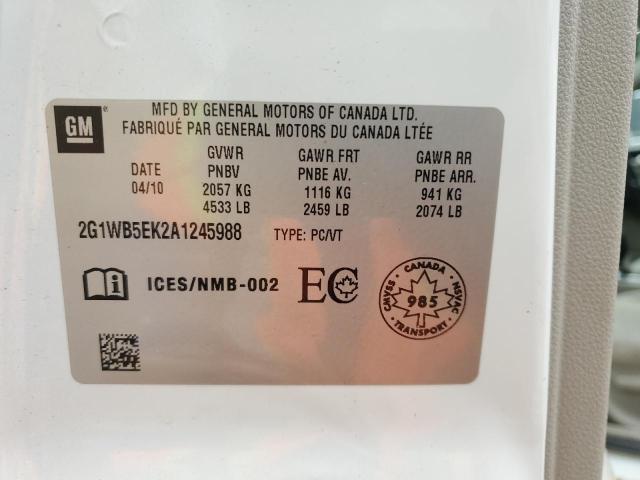 GM
MFD BY GENERAL MOTORS OF CANADA LTD.
FABRIQUÉ PAR GENERAL MOTORS DU CANADA LTÉE
GVWR GAWR FRT GAWR RR
DATE PNBV PNBE AV. PNBE ARR.
04/10 2057 KG 1116 KG 941 KG
4533 LB 2459 LB 2074 LB
2G1WB5EK2A1245988 TYPE: PC/VT
ICES/NMB-002 EC
CANADA
CMVSS 985 NSVAC
TRANSPORT